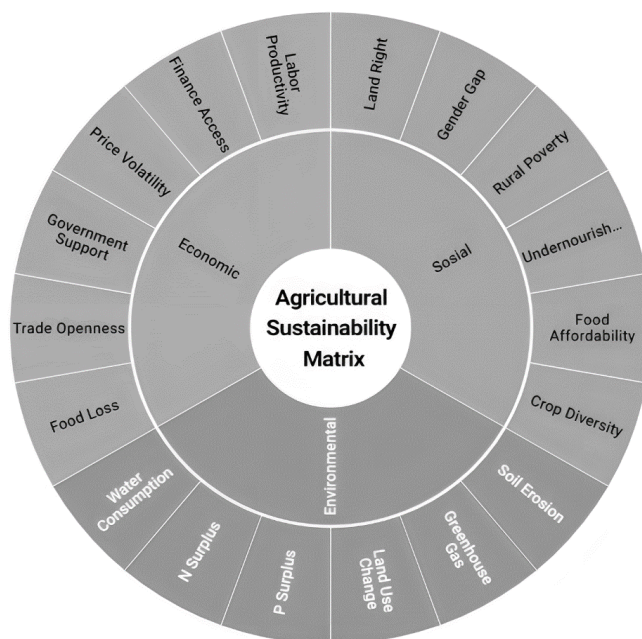 Agricultural
Sustainability
Matrix
Economic
Sosial
Environmental
Labor
Productivity
Land Right
Gender Gap
Rural Poverty
Undernourish...
Food
Affordability
Crop Diversity
Soil Erosion
Greenhouse
Gas
Land Use
Change
P Surplus
N Surplus
Water
Consumption
Food Loss
Trade Openness
Government
Support
Price Volatility
Finance Access